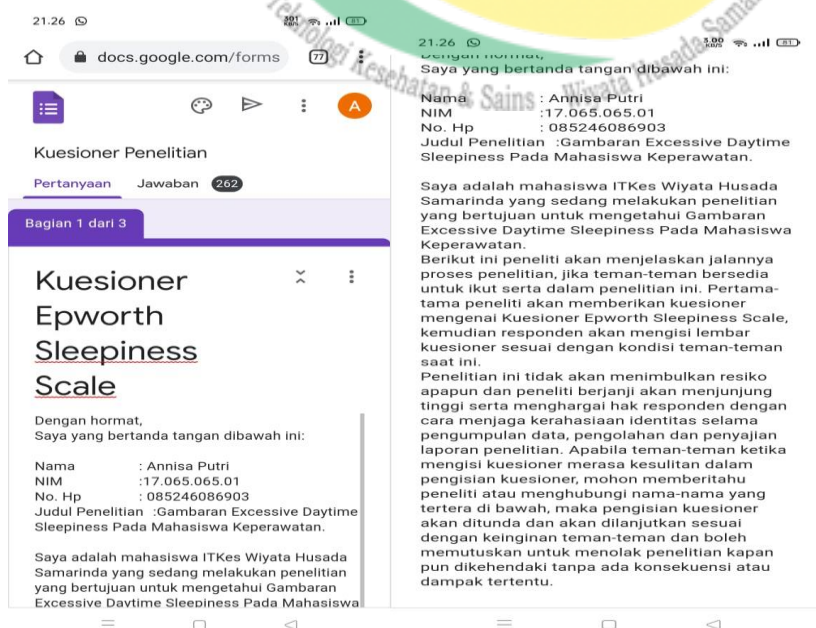 21.26
301 KB/s 81
docs.google.com/forms
77
A
Kuesioner Penelitian
Pertanyaan Jawaban 262
Bagian 1 dari 3
Kuesioner
Epworth
Sleepiness
Scale
Dengan hormat,
Saya yang bertanda tangan dibawah ini:
Nama : Annisa Putri
NIM :17.065.065.01
No. Hp : 085246086903
Judul Penelitian :Gambaran Excessive Daytime
Sleepiness Pada Mahasiswa Keperawatan.
Saya adalah mahasiswa ITKes Wiyata Husada
Samarinda yang sedang melakukan penelitian
yang bertujuan untuk mengetahui Gambaran
Excessive Daytime Sleepiness Pada Mahasiswa
21.26
3.00 KB/s 81
Dengan hormat,
Saya yang bertanda tangan dibawah ini:
Nama : Annisa Putri
NIM :17.065.065.01
No. Hp : 085246086903
Judul Penelitian :Gambaran Excessive Daytime
Sleepiness Pada Mahasiswa Keperawatan.
Saya adalah mahasiswa ITKes Wiyata Husada
Samarinda yang sedang melakukan penelitian
yang bertujuan untuk mengetahui Gambaran
Excessive Daytime Sleepiness Pada Mahasiswa
Keperawatan.
Berikut ini peneliti akan menjelaskan jalannya
proses penelitian, jika teman-teman bersedia
untuk ikut serta dalam penelitian ini. Pertama-
tama peneliti akan memberikan kuesioner
mengenai Kuesioner Epworth Sleepiness Scale,
kemudian responden akan mengisi lembar
kuesioner sesuai dengan kondisi teman-teman
saat ini.
Penelitian ini tidak akan menimbulkan resiko
apapun dan peneliti berjanji akan menjunjung
tinggi serta menghargai hak responden dengan
cara menjaga kerahasiaan identitas selama
pengumpulan data, pengolahan dan penyajian
laporan penelitian. Apabila teman-teman ketika
mengisi kuesioner merasa kesulitan dalam
pengisian kuesioner, mohon memberitahu
peneliti atau menghubungi nama-nama yang
tertera di bawah, maka pengisian kuesioner
akan ditunda dan akan dilanjutkan sesuai
dengan keinginan teman-teman dan boleh
memutuskan untuk menolak penelitian kapan
pun dikehendaki tanpa ada konsekuensi atau
dampak tertentu.
Teknologi Kesehatan & Sains Wiyata Husada